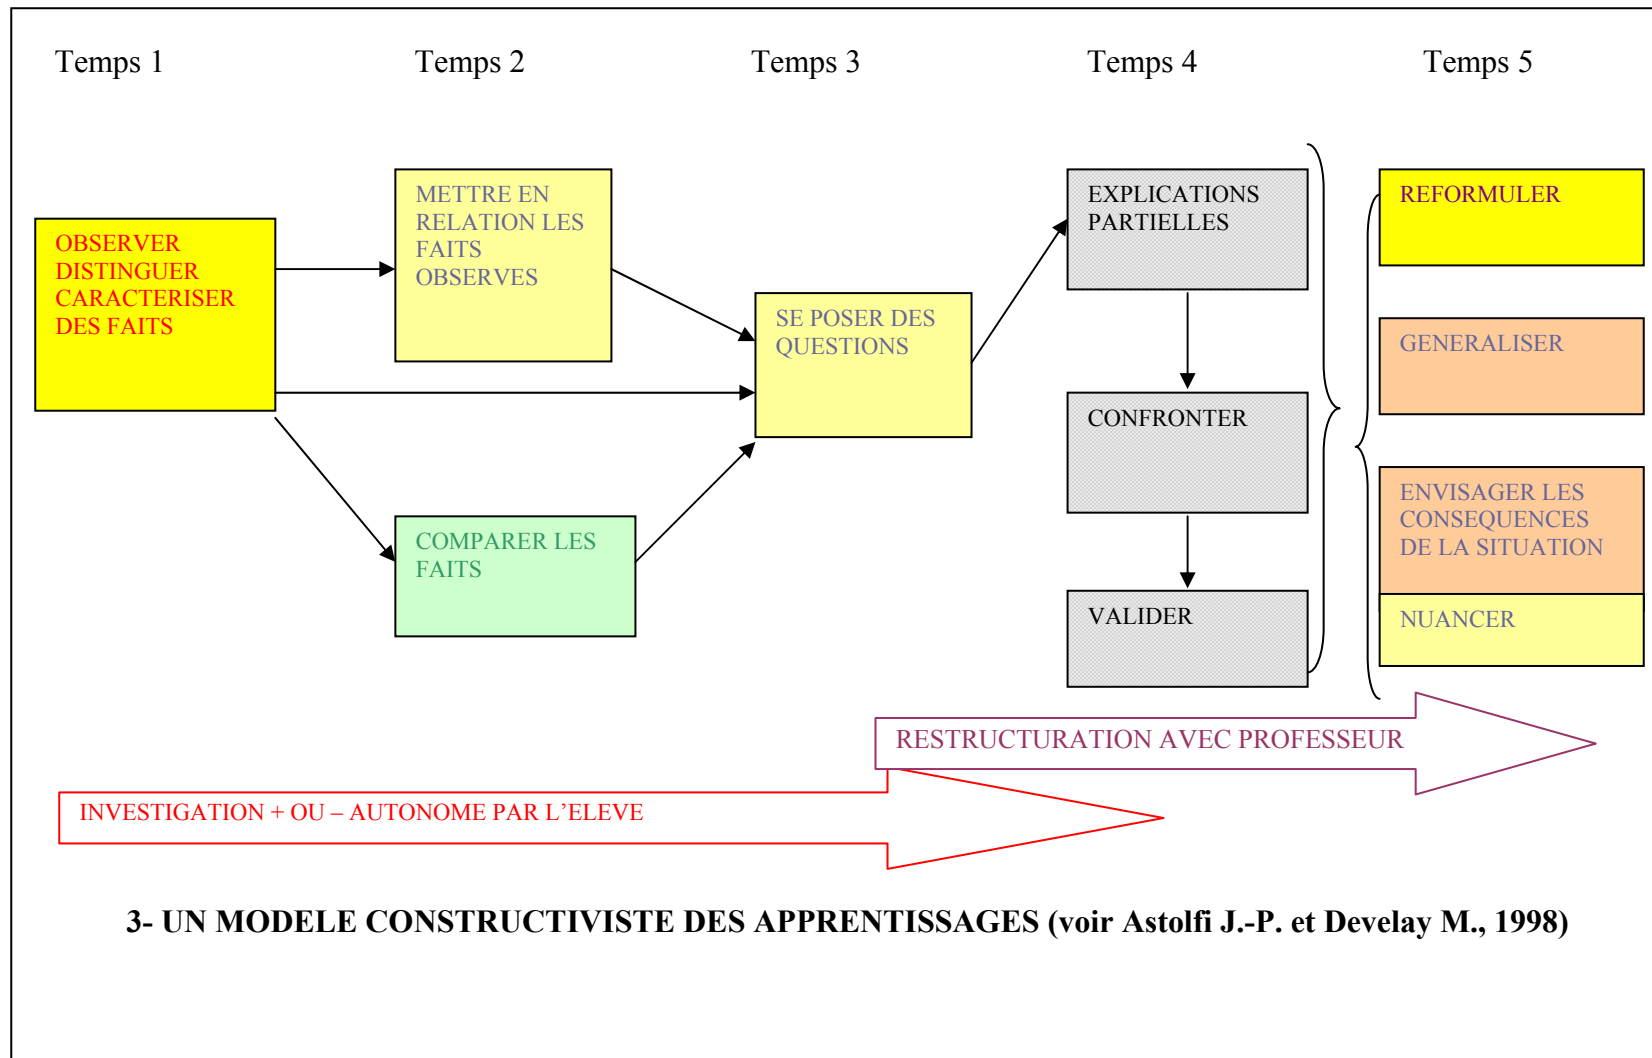 Temps 1
Temps 2
Temps 3
Temps 4
Temps 5
OBSERVER
DISTINGUER
CARACTERISER
DES FAITS
METTRE EN
RELATION LES
FAITS
OBSERVES
COMPARER LES
FAITS
SE POSER DES
QUESTIONS
EXPLICATIONS
PARTIELLES
CONFRONTER
VALIDER
REFORMULER
GENERALISER
ENVISAGER LES
CONSEQUENCES
DE LA SITUATION
NUANCER
RESTRUCTURATION AVEC PROFESSEUR
INVESTIGATION + OU – AUTONOME PAR L’ELEVE
3- UN MODELE CONSTRUCTIVISTE DES APPRENTISSAGES (voir Astolfi J.-P. et Develay M., 1998)